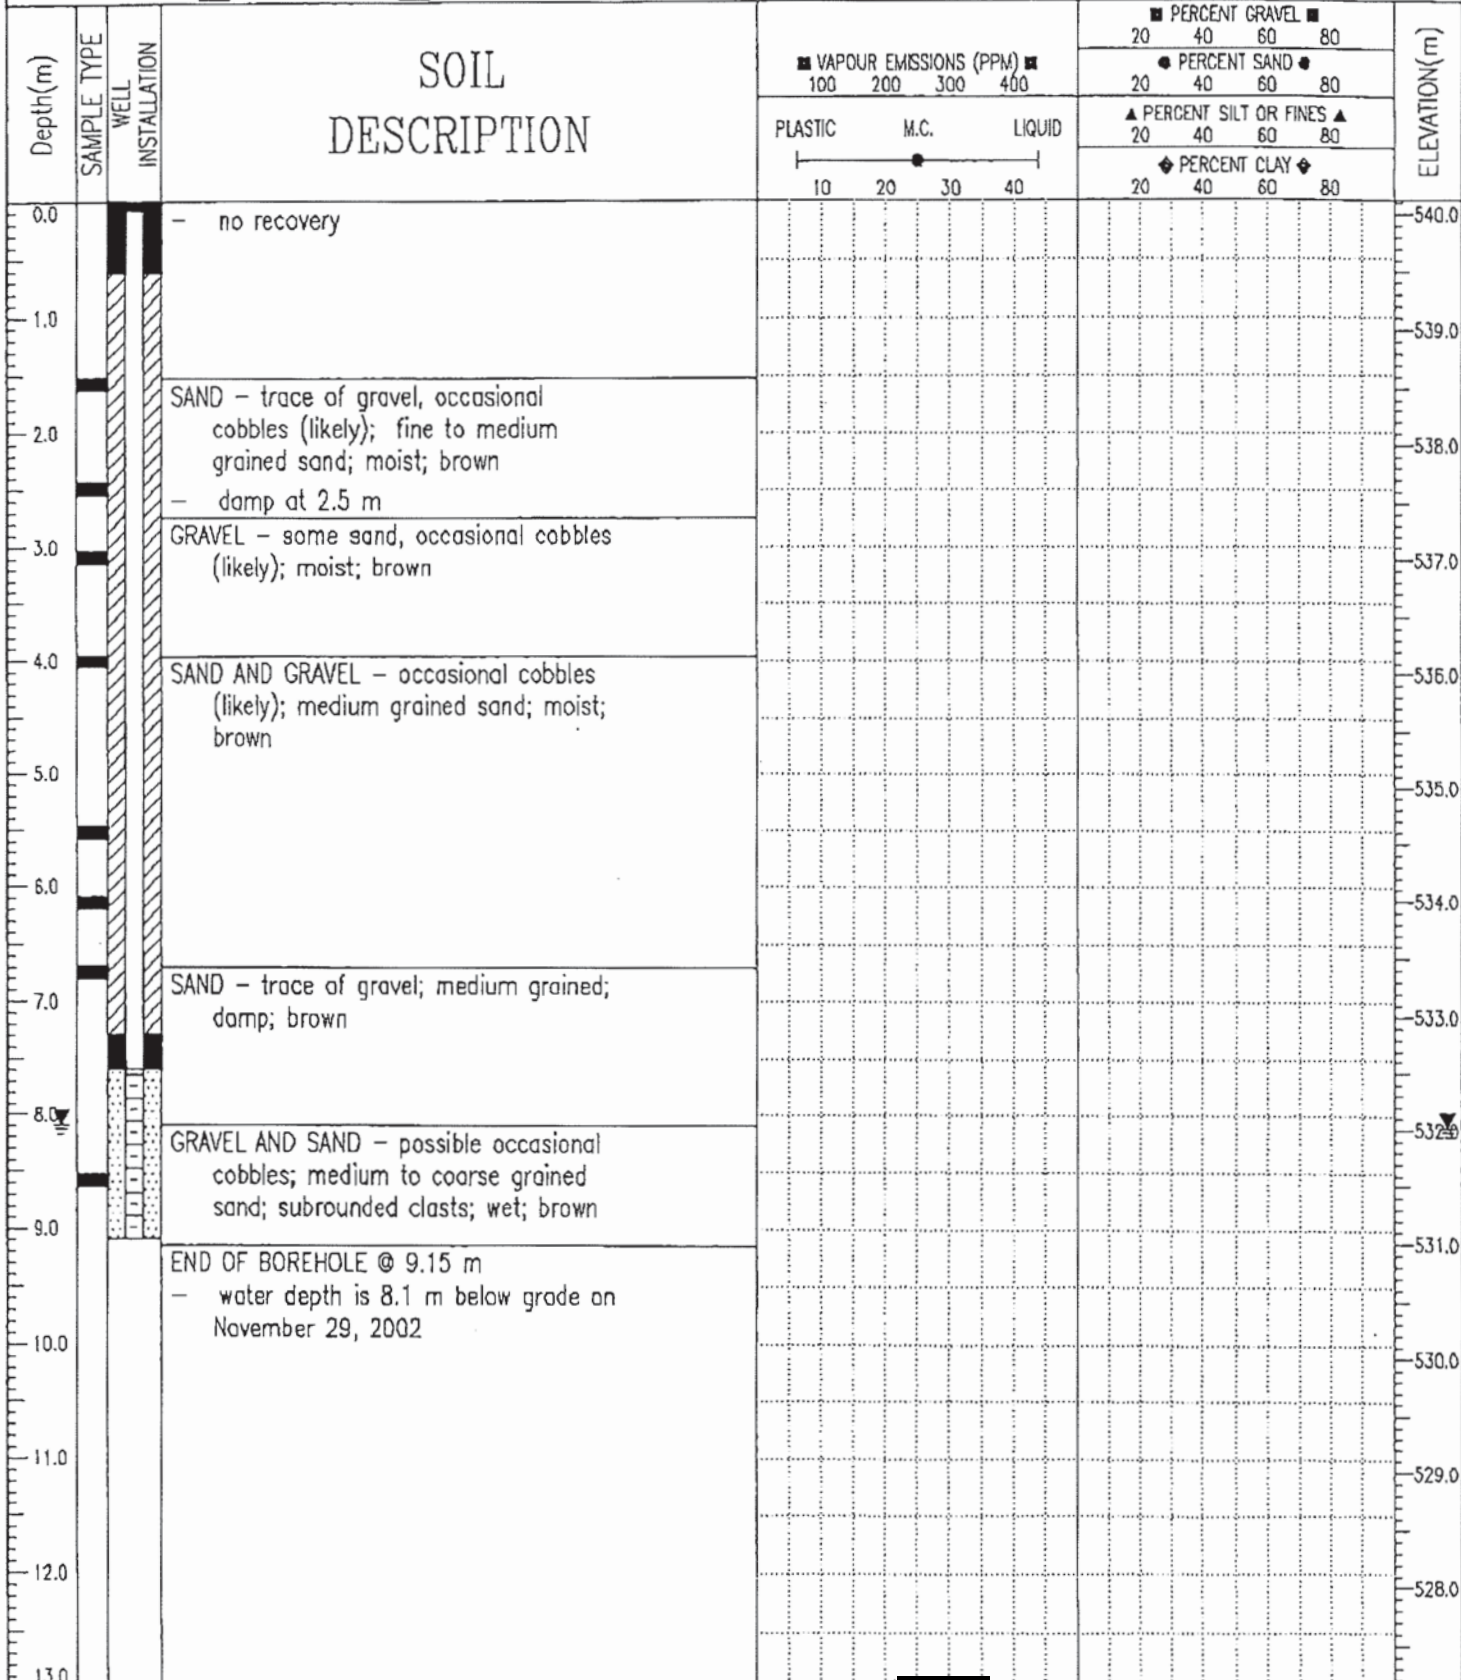 Depth(m)
SAMPLE TYPE
WELL
INSTALLATION
SOIL
DESCRIPTION
■ VAPOUR EMISSIONS (PPM) ■
100 200 300 400
PLASTIC M.C. LIQUID
10 20 30 40
■ PERCENT GRAVEL ■
20 40 60 80
● PERCENT SAND ●
20 40 60 80
▲ PERCENT SILT OR FINES ▲
20 40 60 80
◆ PERCENT CLAY ◆
20 40 60 80
ELEVATION(m)
0.0
1.0
2.0
3.0
4.0
5.0
6.0
7.0
8.0
9.0
10.0
11.0
12.0
13.0
– no recovery
SAND – trace of gravel, occasional
cobbles (likely); fine to medium
grained sand; moist; brown
– damp at 2.5 m
GRAVEL – some sand, occasional cobbles
(likely); moist; brown
SAND AND GRAVEL – occasional cobbles
(likely); medium grained sand; moist;
brown
SAND – trace of gravel; medium grained;
damp; brown
GRAVEL AND SAND – possible occasional
cobbles; medium to coarse grained
sand; subrounded clasts; wet; brown
END OF BOREHOLE @ 9.15 m
– water depth is 8.1 m below grade on
November 29, 2002
540.0
539.0
538.0
537.0
536.0
535.0
534.0
533.0
532.0
531.0
530.0
529.0
528.0